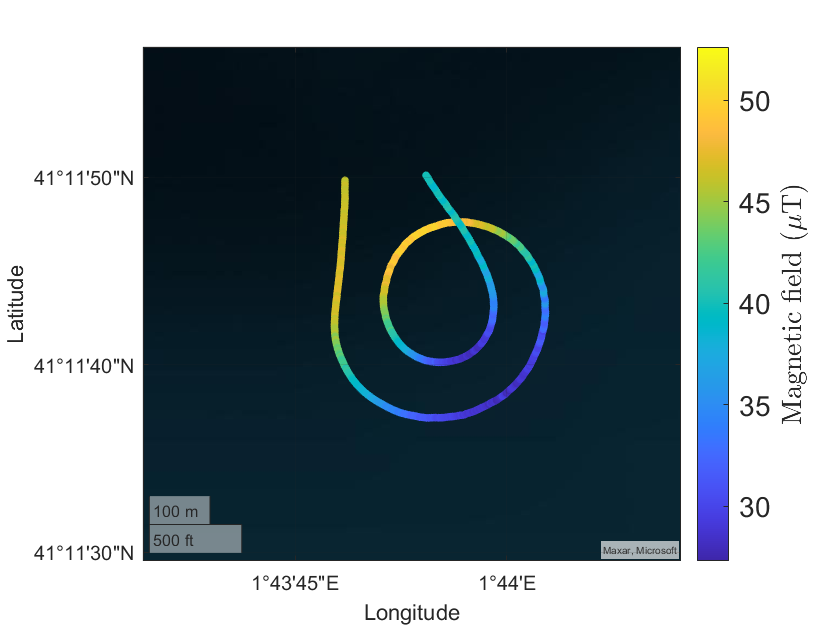 41°11'50"N
41°11'40"N
41°11'30"N
Latitude
1°43'45"E
1°44'E
Longitude
100 m
500 ft
Maxar, Microsoft
50
45
40
35
30
Magnetic field (μT)